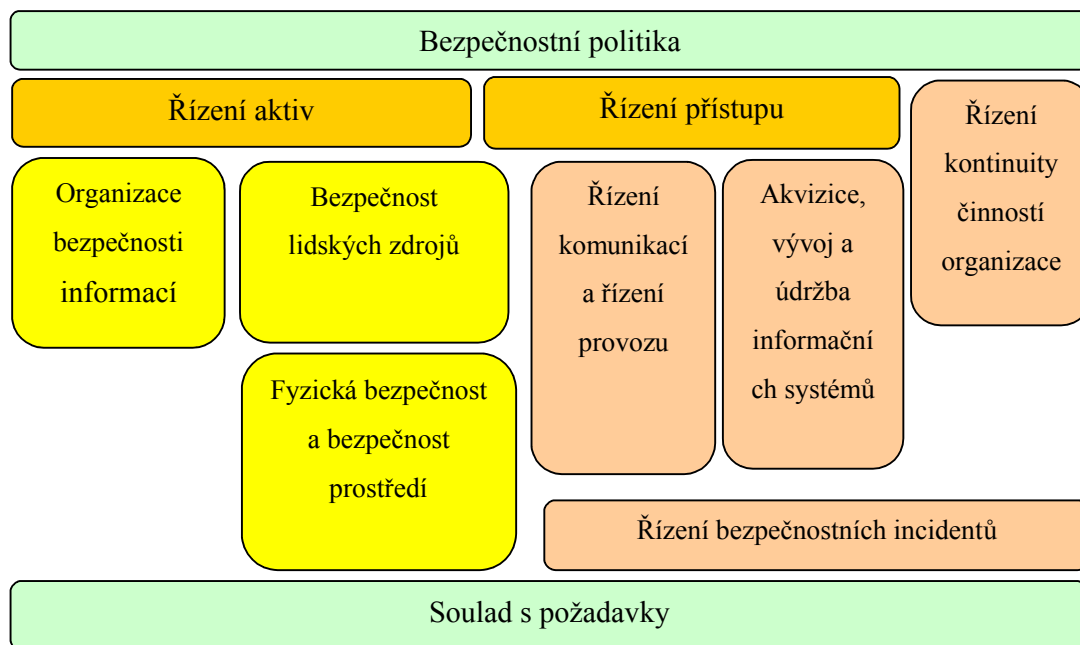 Bezpečnostní politika
Řízení aktiv
Řízení přístupu
Řízení
kontinuity
činností
organizace
Organizace
bezpečnosti
informací
Bezpečnost
lidských zdrojů
Řízení
komunikací
a řízení
provozu
Akvizice,
vývoj a
údržba
informační
ch systémů
Fyzická bezpečnost
a bezpečnost
prostředí
Řízení bezpečnostních incidentů
Soulad s požadavky